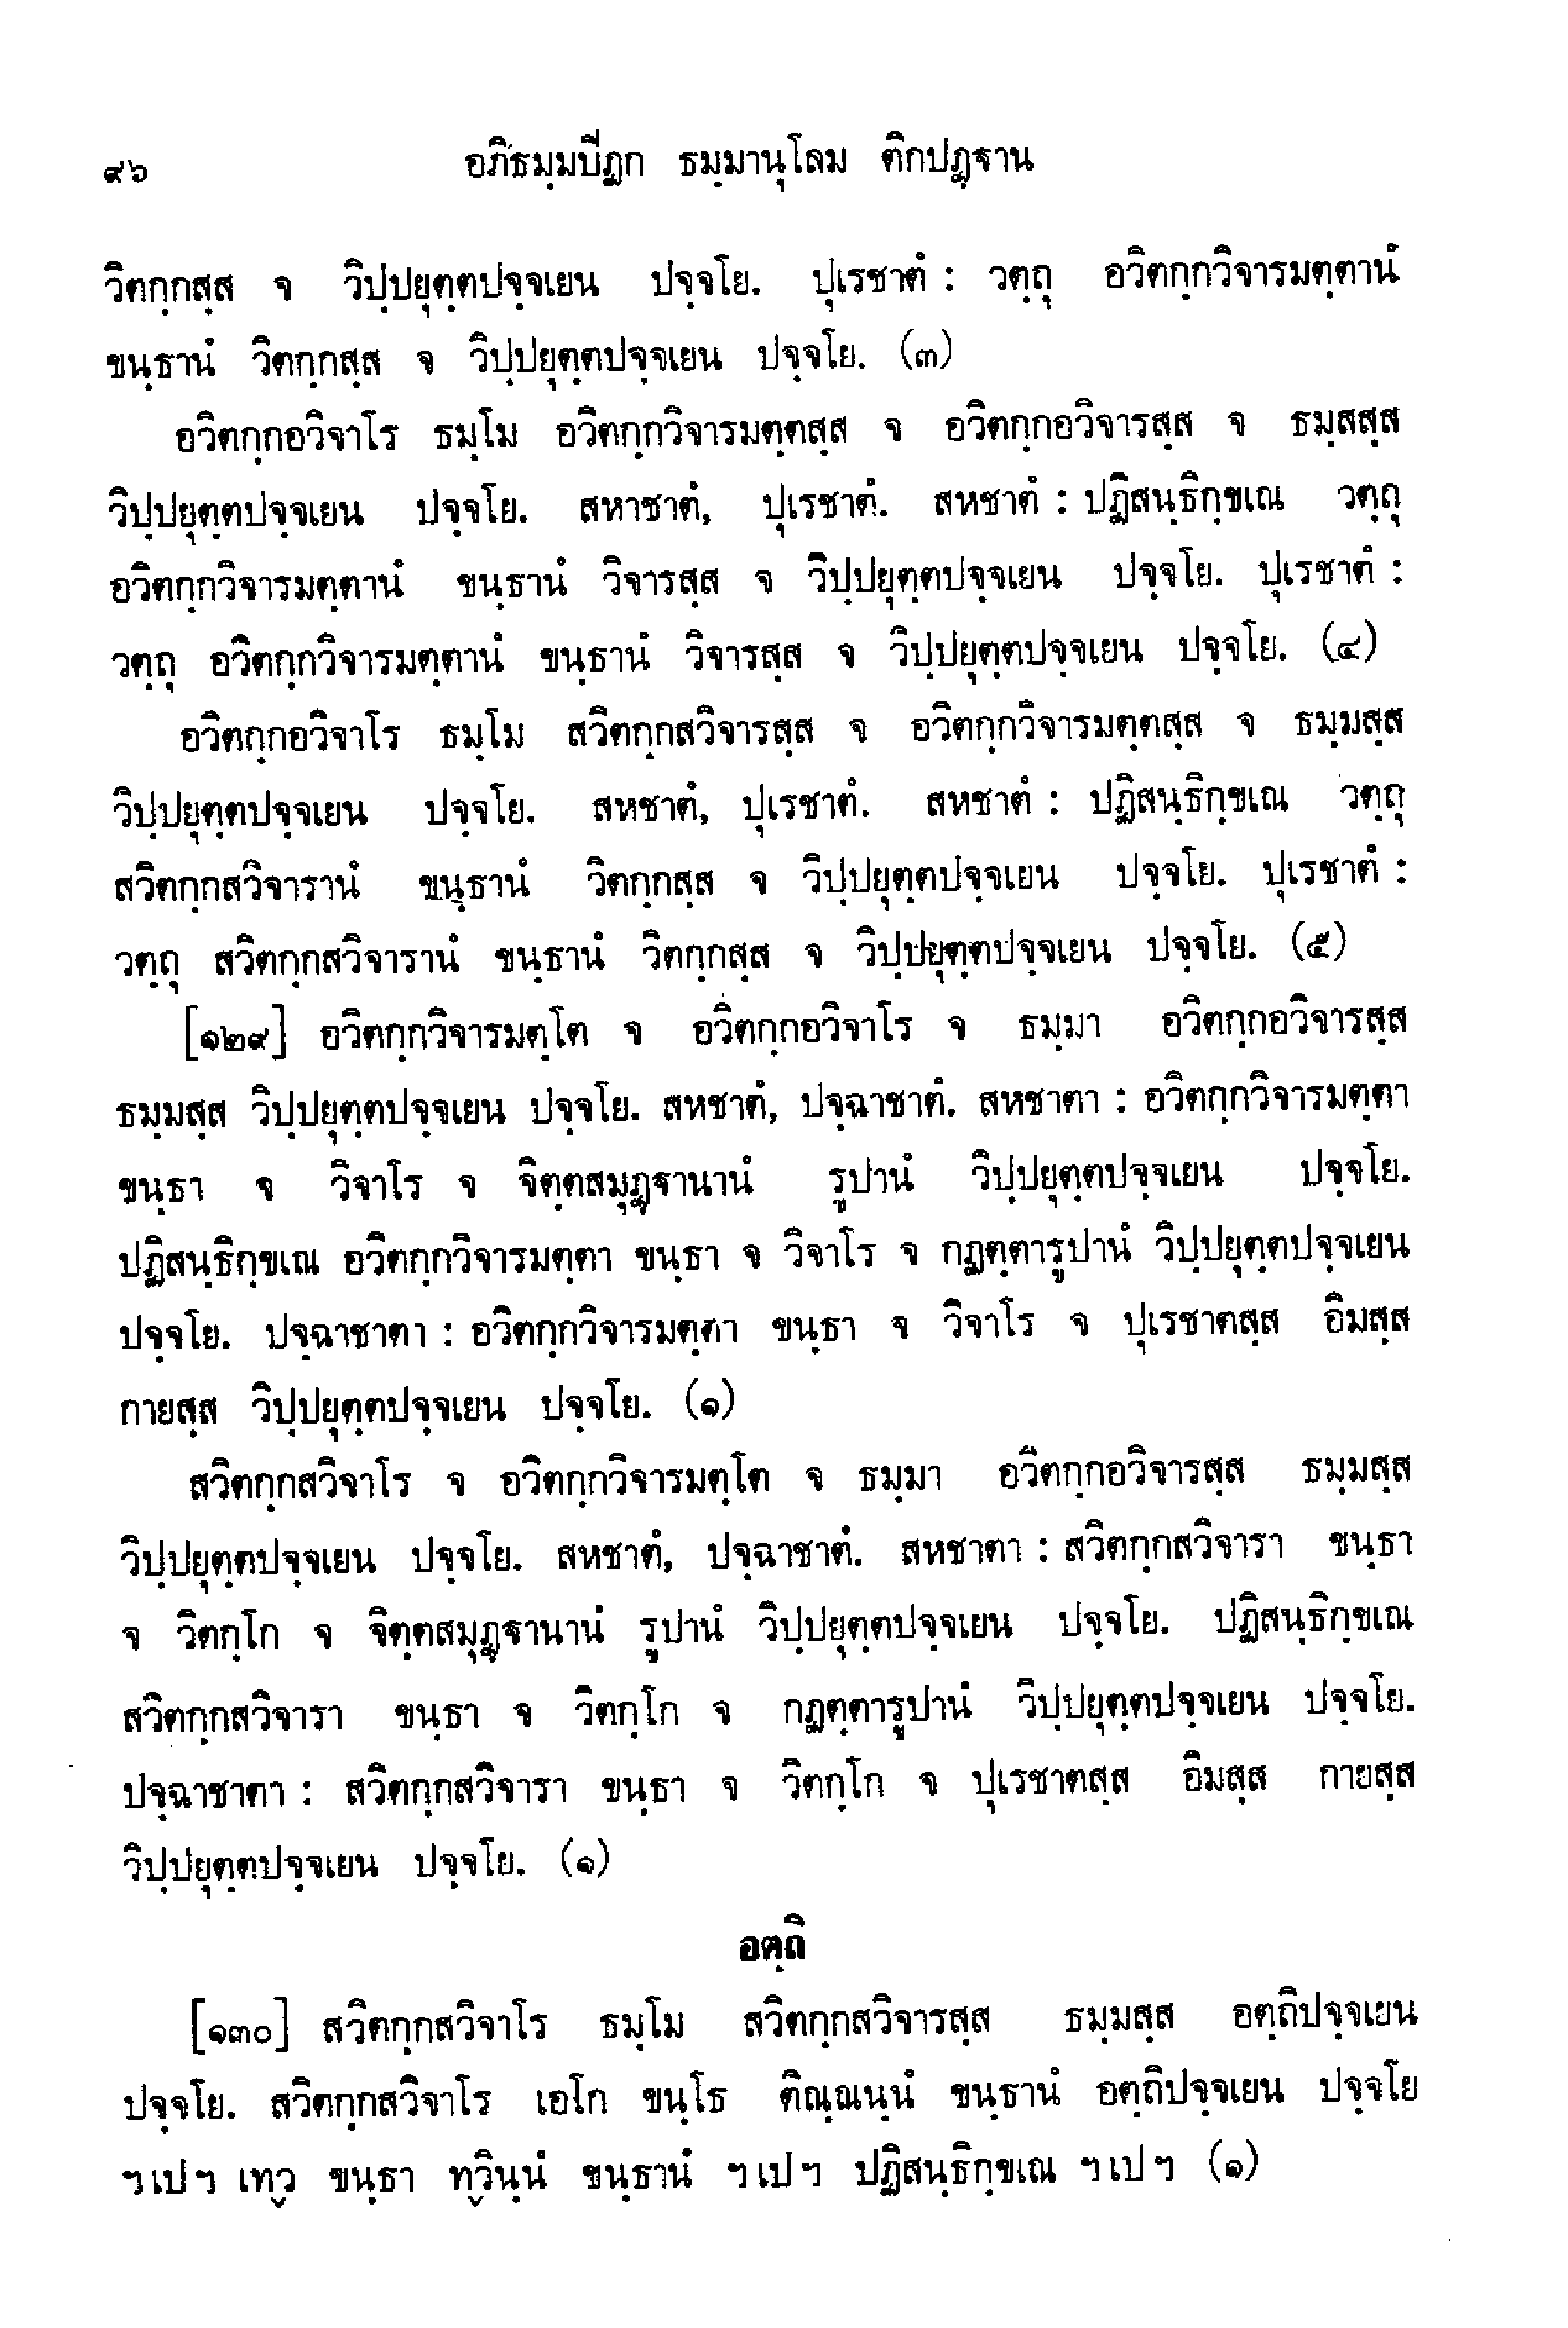 ๙๖ อภิธมฺมปีฏก ธมฺมานุโลม ติกปฏฺฐาน
วิตกฺกสฺส จ วิปฺปยุตฺตปจฺจเยน ปจฺจโย. ปุเรชาตํ : วตฺถุ อวิตกฺกวิจารมตฺตานํ
ขนฺธานํ วิตกฺกสฺส จ วิปฺปยุตฺตปจฺจเยน ปจฺจโย. (๓)
อวิตกฺกอวิจาโร ธมฺโม อวิตกฺกวิจารมตฺตสฺส จ อวิตกฺกอวิจารสฺส จ ธมฺสสฺส
วิปฺปยุตฺตปจฺจเยน ปจฺจโย. สหาชาตํ, ปุเรชาตํ. สหชาตํ : ปฏิสนฺธิกฺขเณ วตฺถุ
อวิตกฺกวิจารมตฺตานํ ขนฺธานํ วิจารสฺส จ วิปฺปยุตฺตปจฺจเยน ปจฺจโย. ปุเรชาตํ :
วตฺถุ อวิตกฺกวิจารมตฺตานํ ขนฺธานํ วิจารสฺส จ วิปฺปยุตฺตปจฺจเยน ปจฺจโย. (๔)
อวิตกฺกอวิจาโร ธมฺโม สวิตกฺกสวิจารสฺส จ อวิตกฺกวิจารมตฺตสฺส จ ธมฺมสฺส
วิปฺปยุตฺตปจฺจเยน ปจฺจโย. สหชาตํ, ปุเรชาตํ. สหชาตํ : ปฏิสนฺธิกฺขเณ วตฺถุ
สวิตกฺกสวิจารานํ ขนฺธานํ วิตกฺกสฺส จ วิปฺปยุตฺตปจฺจเยน ปจฺจโย. ปุเรชาตํ :
วตฺถุ สวิตกฺกสวิจารานํ ขนฺธานํ วิตกฺกสฺส จ วิปฺปยุตฺตปจฺจเยน ปจฺจโย. (๕)
[๑๒๙] อวิตกฺกวิจารมตฺโต จ อวิตกฺกอวิจาโร จ ธมฺมา อวิตกฺกอวิจารสฺส
ธมฺมสฺส วิปฺปยุตฺตปจฺจเยน ปจฺจโย. สหชาตํ, ปจฺฉาชาตํ. สหชาตา : อวิตกฺกวิจารมตฺตา
ขนฺธา จ วิจาโร จ จิตฺตสมุฏฺฐานานํ รูปานํ วิปฺปยุตฺตปจฺจเยน ปจฺจโย.
ปฏิสนฺธิกฺขเณ อวิตกฺกวิจารมตฺตา ขนฺธา จ วิจาโร จ กฏตฺตารูปานํ วิปฺปยุตฺตปจฺจเยน
ปจฺจโย. ปจฺฉาชาตา : อวิตกฺกวิจารมตฺตา ขนฺธา จ วิจาโร จ ปุเรชาตสฺส อิมสฺส
กายสฺส วิปฺปยุตฺตปจฺจเยน ปจฺจโย. (๑)
สวิตกฺกสวิจาโร จ อวิตกฺกวิจารมตฺโต จ ธมฺมา อวิตกฺกอวิจารสฺส ธมฺมสฺส
วิปฺปยุตฺตปจฺจเยน ปจฺจโย. สหชาตํ, ปจฺฉาชาตํ. สหชาตา : สวิตกฺกสวิจารา ขนฺธา
จ วิตกฺโก จ จิตฺตสมุฏฺฐานานํ รูปานํ วิปฺปยุตฺตปจฺจเยน ปจฺจโย. ปฏิสนฺธิกฺขเณ
สวิตกฺกสวิจารา ขนฺธา จ วิตกฺโก จ กฏตฺตารูปานํ วิปฺปยุตฺตปจฺจเยน ปจฺจโย.
ปจฺฉาชาตา : สวิตกฺกสวิจารา ขนฺธา จ วิตกฺโก จ ปุเรชาตสฺส อิมสฺส กายสฺส
วิปฺปยุตฺตปจฺจเยน ปจฺจโย. (๑)
อตฺถิ
[๑๓๐] สวิตกฺกสวิจาโร ธมฺโม สวิตกฺกสวิจารสฺส ธมฺมสฺส อตฺถิปจฺจเยน
ปจฺจโย. สวิตกฺกสวิจาโร เอโก ขนฺโธ ติณฺณนฺนํ ขนฺธานํ อตฺถิปจฺจเยน ปจฺจโย
ฯ เป ฯ เทฺว ขนฺธา ทฺวินฺนํ ขนฺธานํ ฯ เป ฯ ปฏิสนฺธิกฺขเณ ฯ เป ฯ (๑)